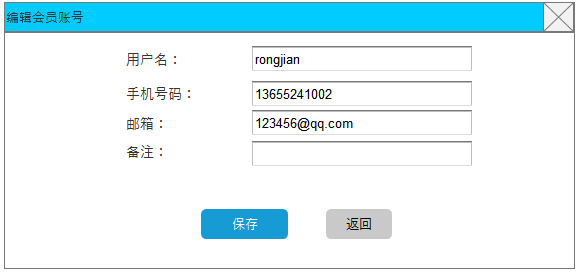 编辑会员账号
用户名： rongjian
手机号码： 13655241002
邮箱： 123456@qq.com
备注：
保存 返回